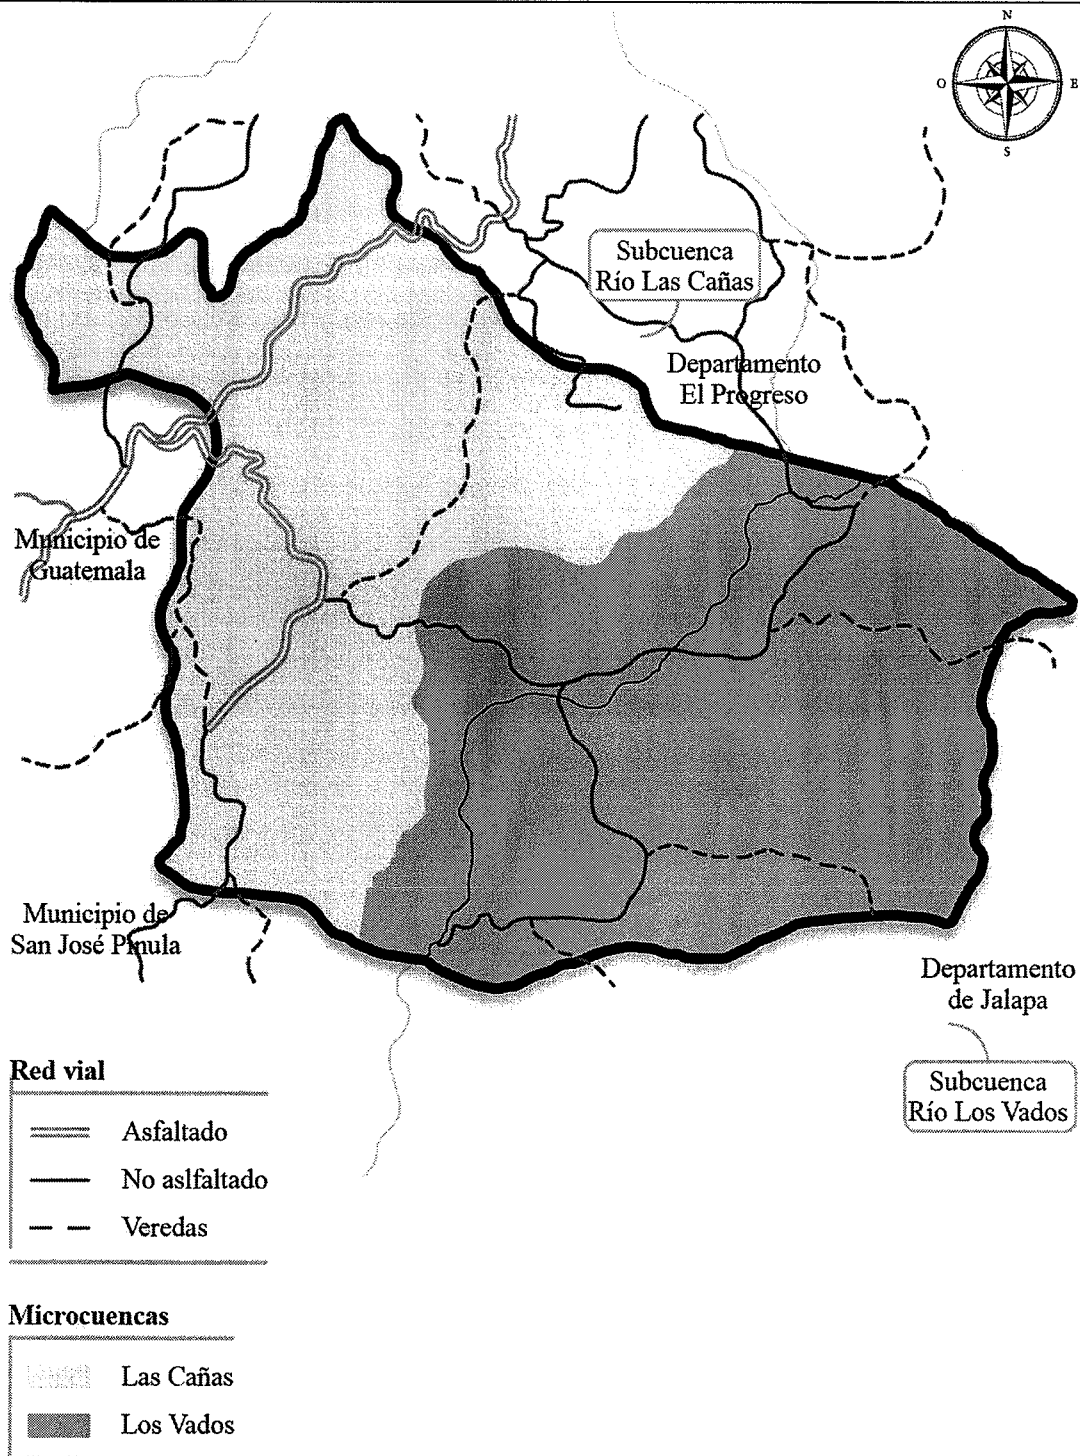 N
O
E
S
Subcuenca
Río Las Cañas
Departamento
El Progreso
Municipio de
Guatemala
Municipio de
San José Pinula
Departamento
de Jalapa
Subcuenca
Río Los Vados
Red vial
Asfaltado
No aslfaltado
Veredas
Microcuencas
Las Cañas
Los Vados